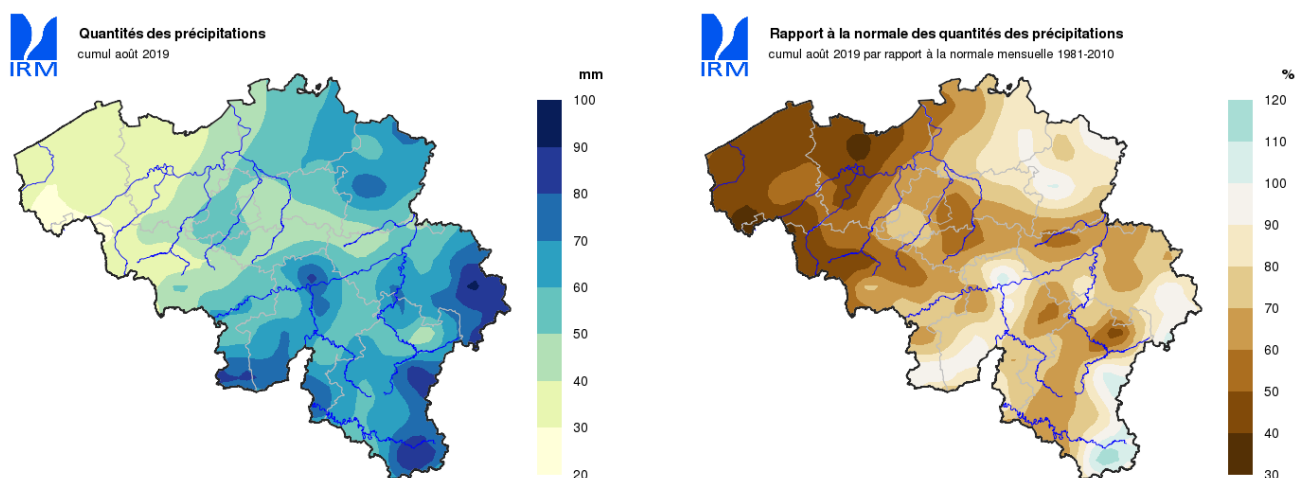 Quantités des précipitations
cumul août 2019
IRM
mm
100
90
80
70
60
50
40
30
20
Rapport à la normale des quantités des précipitations
cumul août 2019 par rapport à la normale mensuelle 1981-2010
IRM
%
120
110
100
90
80
70
60
50
40
30